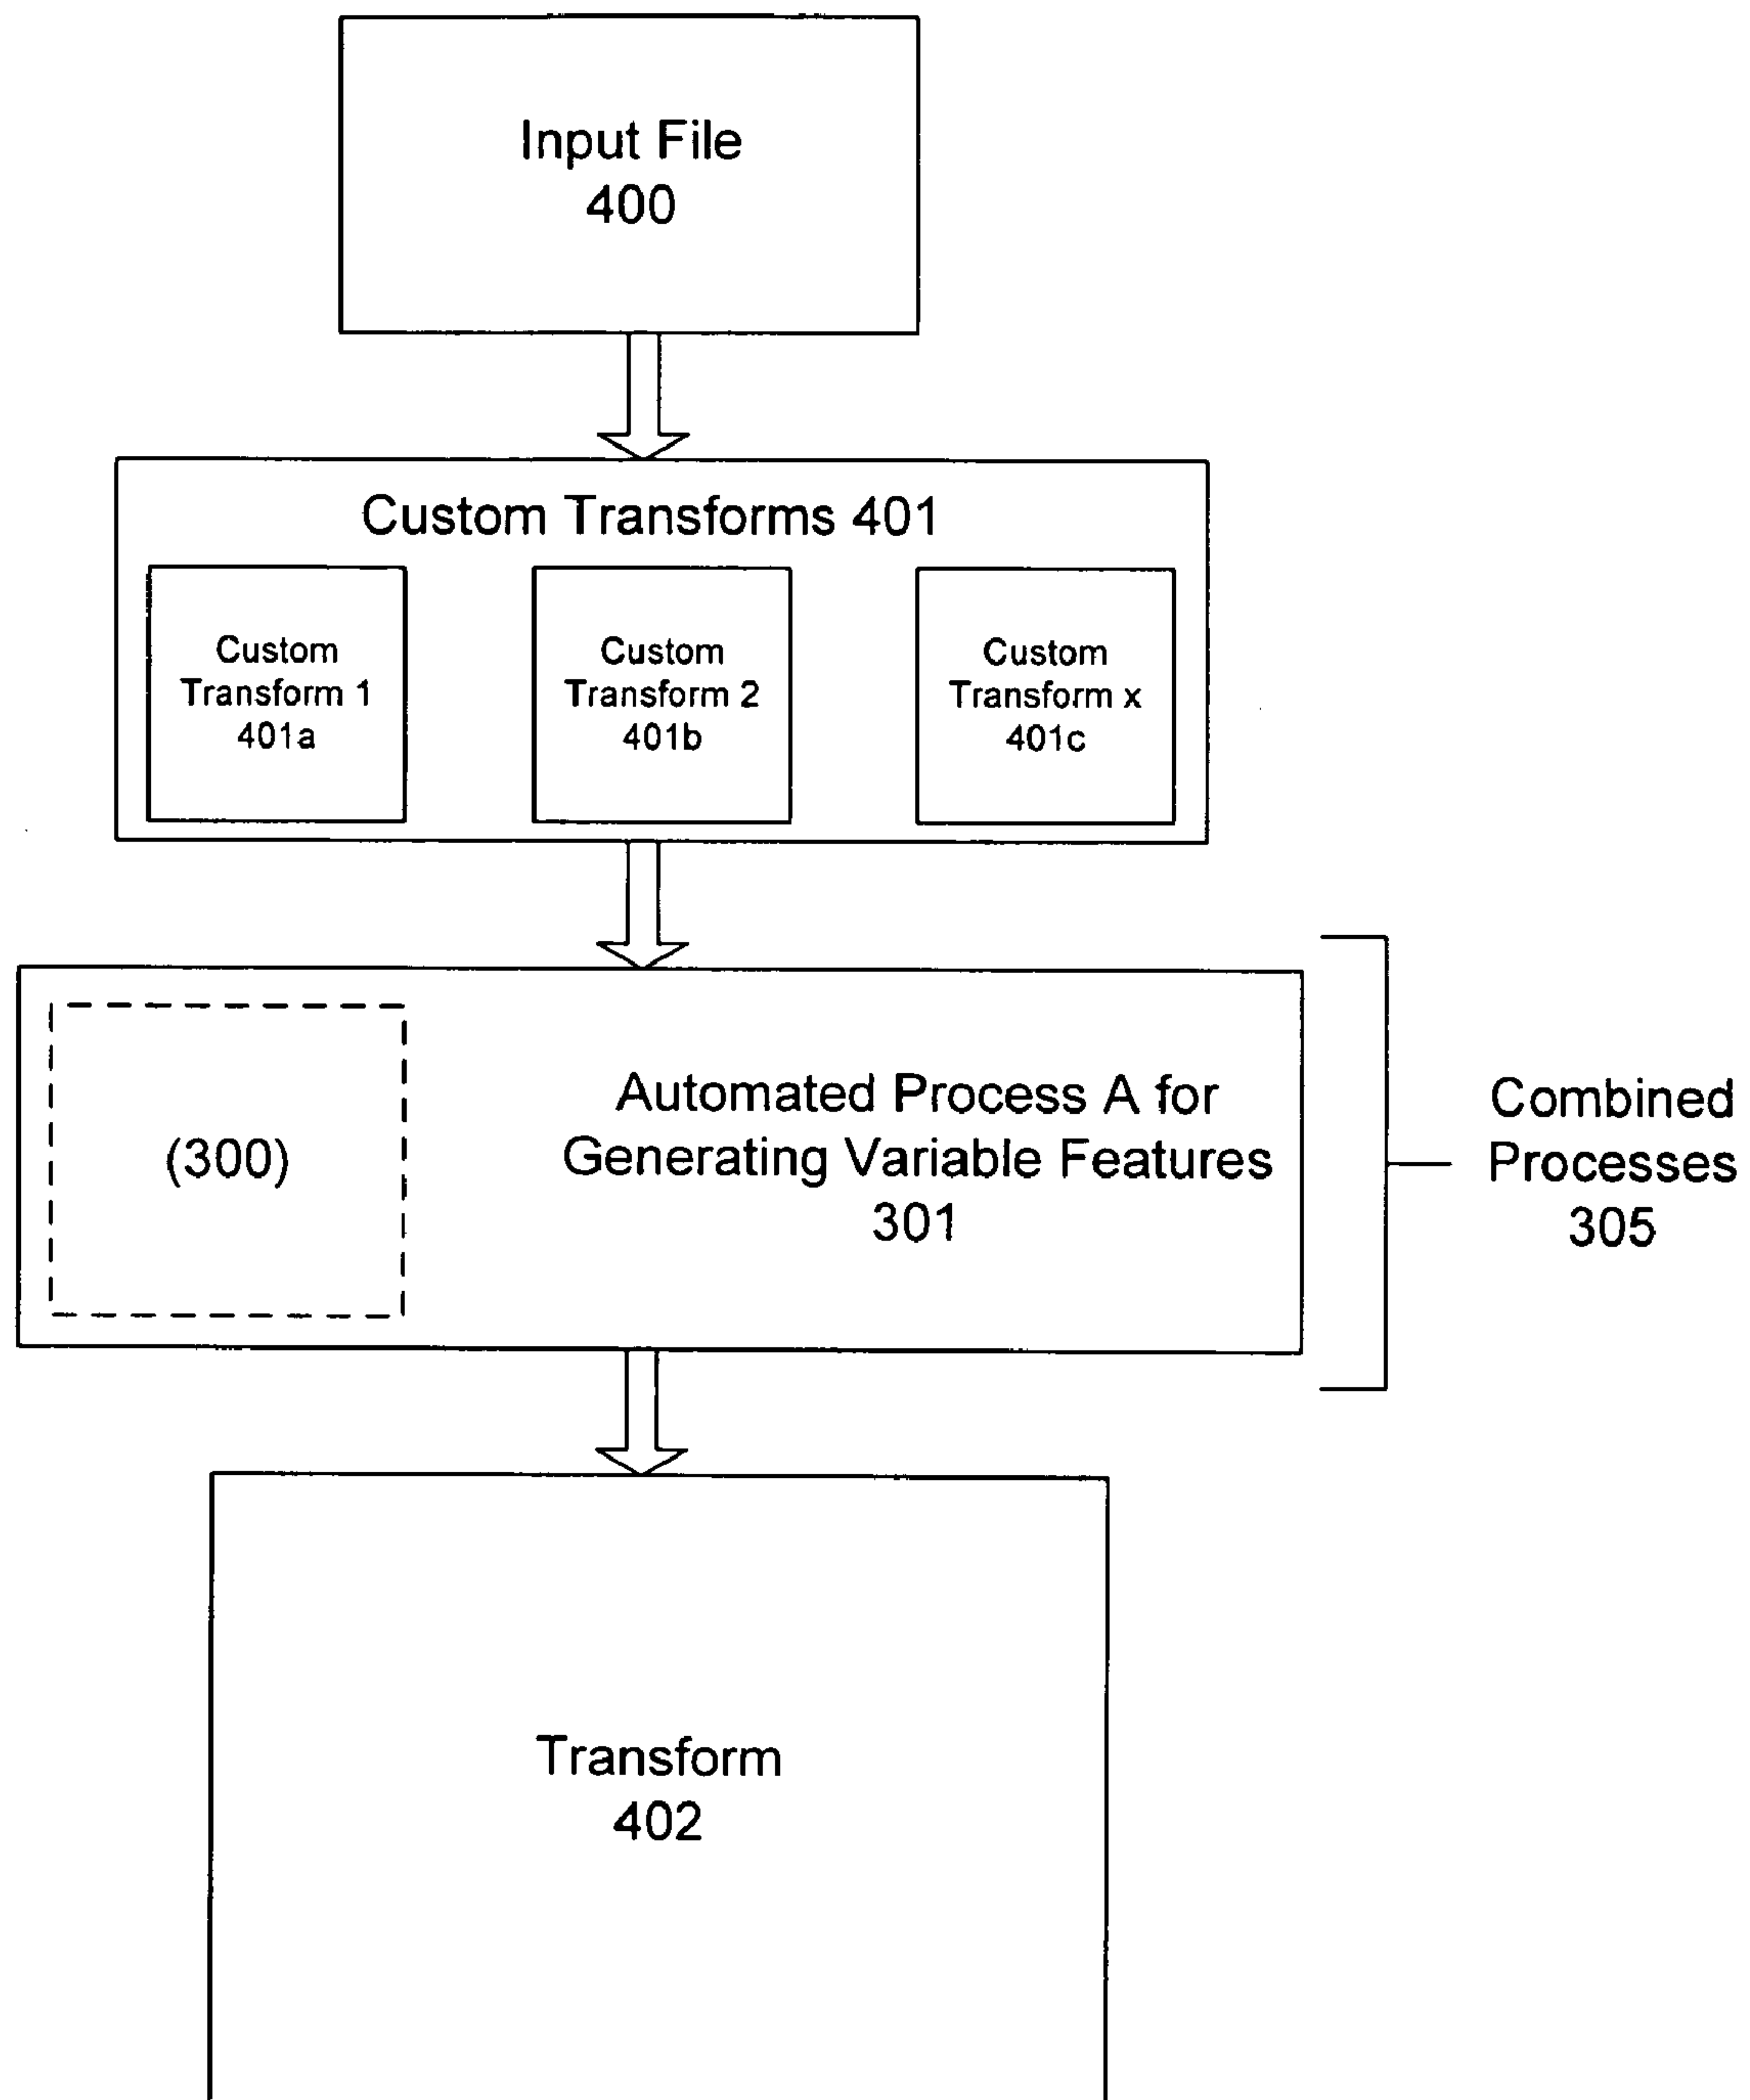 Input File
400
Custom Transforms 401
Custom
Transform 1
401a
Custom
Transform 2
401b
Custom
Transform x
401c
(300)
Automated Process A for
Generating Variable Features
301
Combined
Processes
305
Transform
402